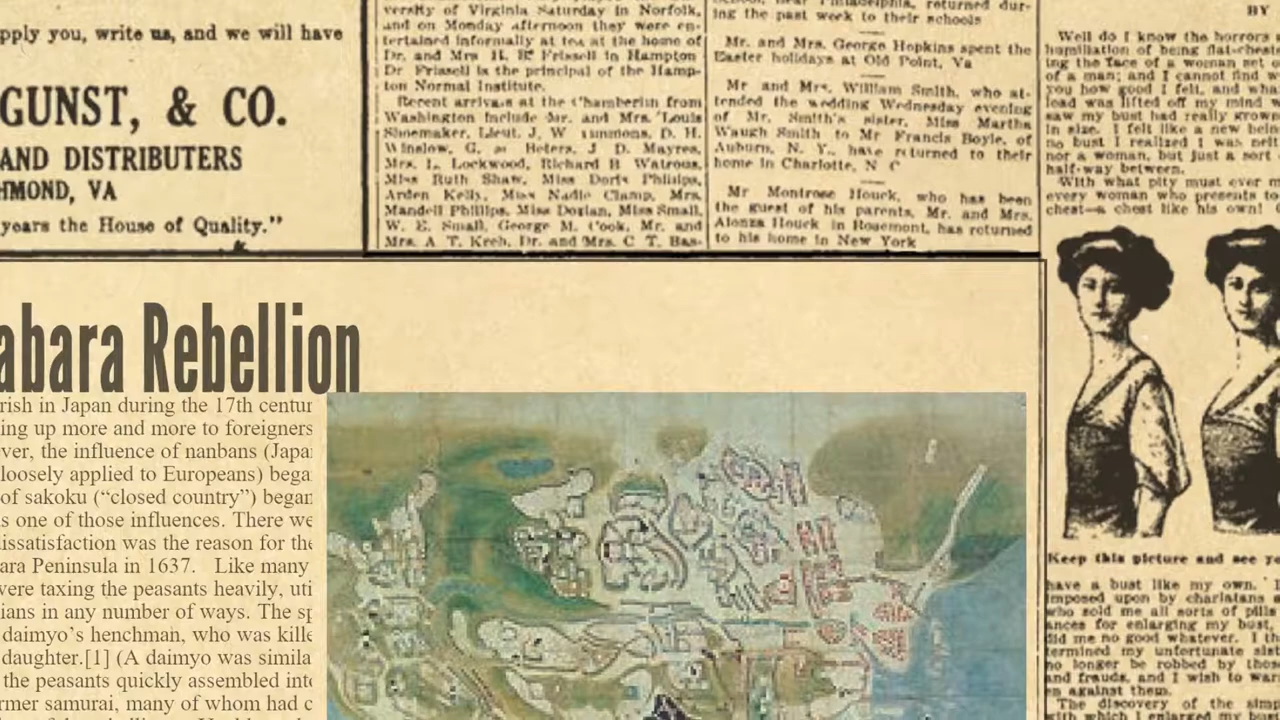 pply you, write us, and we will have
GUNST, & CO.
AND DISTRIBUTERS
HMOND, VA
years the House of Quality."
versity of Virginia Saturday in Norfolk,
and on Monday afternoon they were en-
tertained informally at tea at the home of
Dr. and Mrs H. B Frissell in Hampton
Dr Frissell is the principal of the Hamp-
ton Normal Institute.
Recent arrivals at the Chamberlin from
Washington include Mr. and Mrs. Louis
Shoemaker, Lieut. J. W Timmons, D. H.
Winslow, G. Heters, J D. Mayres,
Mrs. L. Lockwood, Richard B Watrous,
Miss Ruth Shaw, Miss Doris Philips,
Arden Kelly, Miss Nadie Clamp, Mrs.
Mandell Phillips, Miss Dozian, Miss Small,
W. E. Small, George M. Cook, Mr. and
Mrs. A T. Kreh, Dr. and Mrs. C T. Bas-
School, near Philadelphia, returned dur-
ing the past week to their schools
Mr. and Mrs. George Hopkins spent the
Easter holidays at Old Point, Va
Mr and Mrs. William Smith, who at-
tended the wedding Wednesday evening
of Mr. Smith's sister, Miss Martha
Waugh Smith to Mr Francis Boyle, of
Auburn, N. Y., have returned to their
home in Charlotte, N C
Mr Montrose Houck, who has been
the guest of his parents, Mr. and Mrs.
Alonza Houck in Rosemont, has returned
to his home in New York
BY
Well do I know the horrors
humiliation of being flat-cheste
ing the face of a woman set o
of a man; and I cannot find w
you how good I felt, and wha
load was lifted off my mind w
saw my bust had really grown
in size. I felt like a new bein
no bust I realized I was neit
nor a woman, but just a sort
half-way between.
With what pity must ever m
every woman who presents to
chest—a chest like his own!
Keep this picture and see yo
have a bust like my own. I
imposed upon by charlatans a
who sold me all sorts of pills
ances for enlarging my bust,
did me no good whatever. I th
termined my unfortunate sist
no longer be robbed by thos
and frauds, and I wish to war
en against them.
The discovery of the simp
with which I enlarged my bus
abara Rebellion
rish in Japan during the 17th centur
ing up more and more to foreigners
ver, the influence of nanbans (Japa
loosely applied to Europeans) bega
of sakoku (“closed country”) began
s one of those influences. There we
issatisfaction was the reason for the
ara Peninsula in 1637. Like many
were taxing the peasants heavily, uti
ians in any number of ways. The sp
daimyo’s henchman, who was kille
daughter.[1] (A daimyo was simila
the peasants quickly assembled into
rmer samurai, many of whom had c